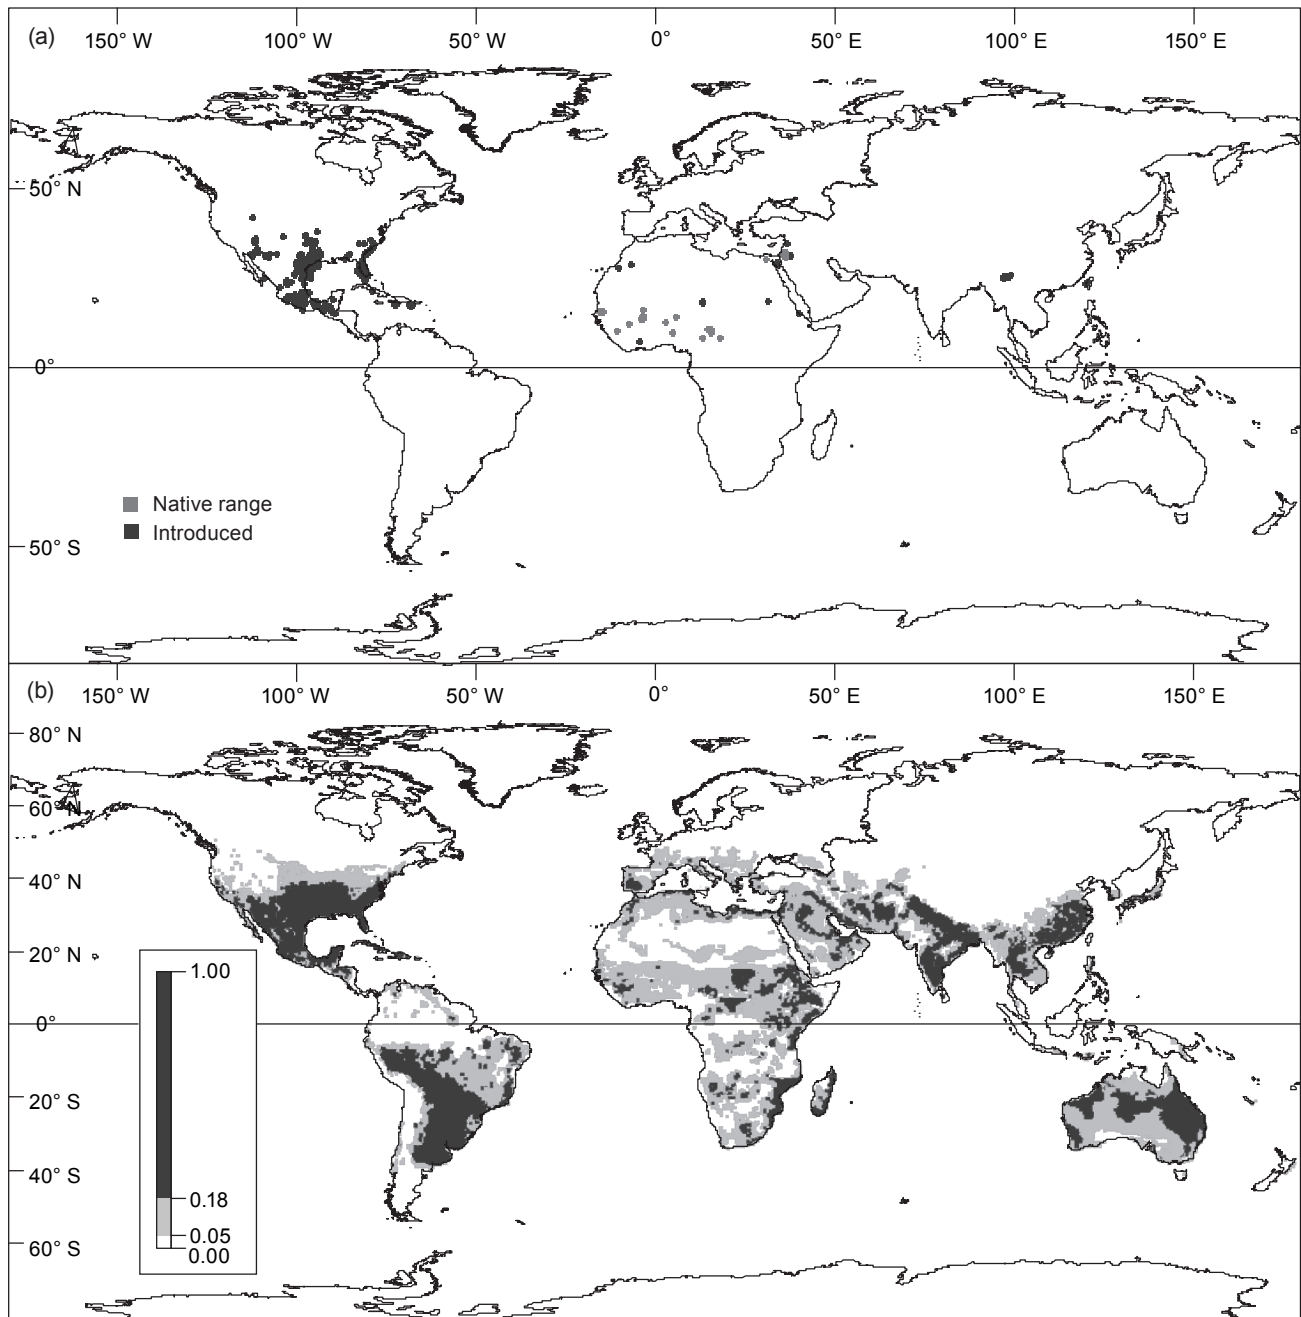 (a)
150° W 100° W 50° W 0° 50° E 100° E 150° E
50° N
0°
Native range
Introduced
50° S
(b)
150° W 100° W 50° W 0° 50° E 100° E 150° E
80° N
60° N
40° N
20° N
1.00
0°
20° S
40° S
0.18
0.05
60° S
0.00